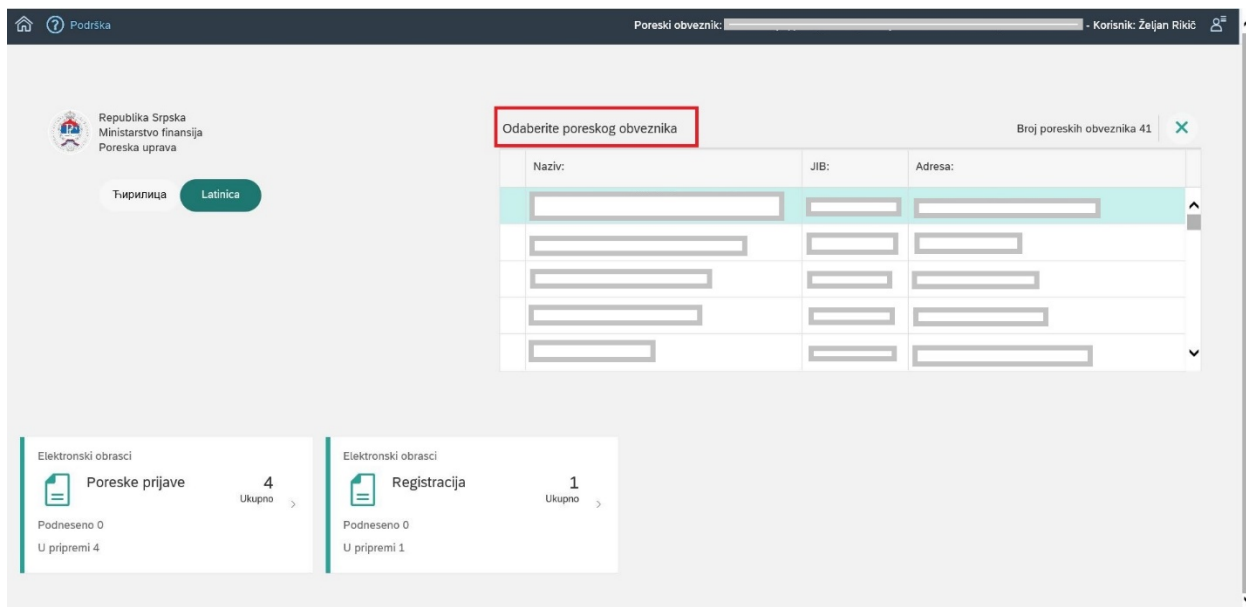 Podrška
Poreski obveznik:
- Korisnik: Željan Rikič
Republika Srpska
Ministarstvo finansija
Poreska uprava
Ћирилица
Latinica
Odaberite poreskog obveznika
Broj poreskih obveznika 41
Naziv:
JIB:
Adresa:
Elektronski obrasci
Poreske prijave
4
Ukupno
Podneseno 0
U pripremi 4
Elektronski obrasci
Registracija
1
Ukupno
Podneseno 0
U pripremi 1